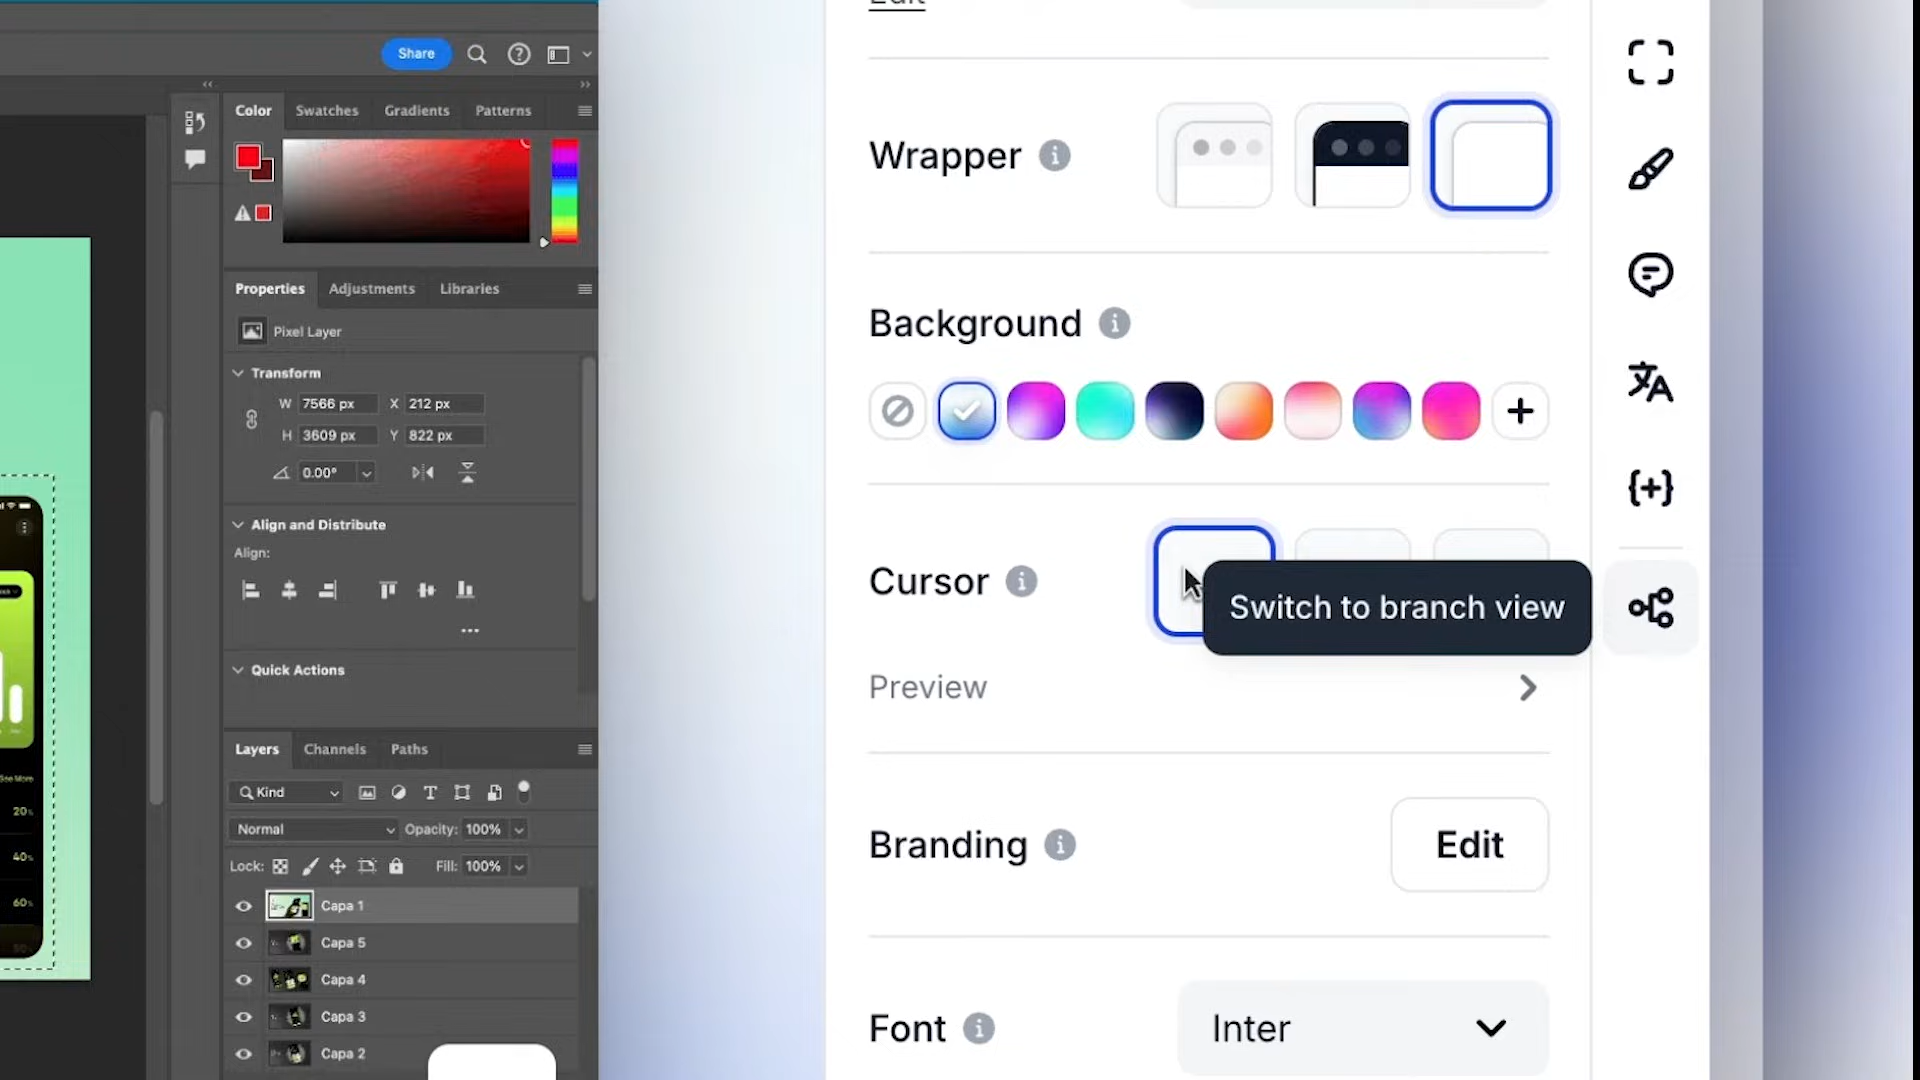 Share
Color Swatches Gradients Patterns
Properties Adjustments Libraries
Pixel Layer
Transform
W 7566 px X 212 px
H 3609 px Y 822 px
0.00°
Align and Distribute
Align:
Quick Actions
Layers Channels Paths
Kind
Normal Opacity: 100%
Lock: Fill: 100%
Capa 1
Capa 5
Capa 4
Capa 3
Capa 2
See More
20%
40%
60%
Edit
Wrapper
Background
Cursor
Switch to branch view
Preview
Branding Edit
Font Inter